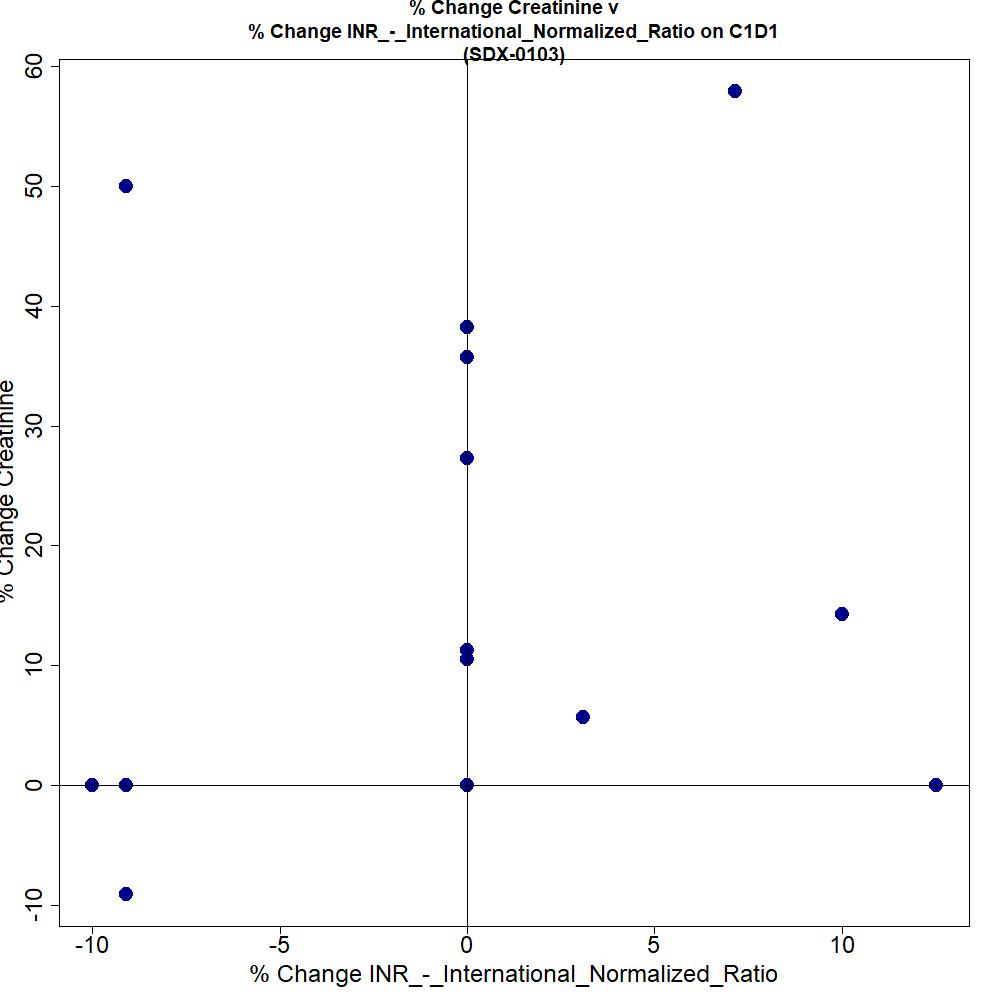 % Change Creatinine v
% Change INR_-_International_Normalized_Ratio on C1D1
(SDX-0103)
60
50
40
30
20
10
0
-10
% Change Creatinine
-10
-5
0
5
10
% Change INR_-_International_Normalized_Ratio